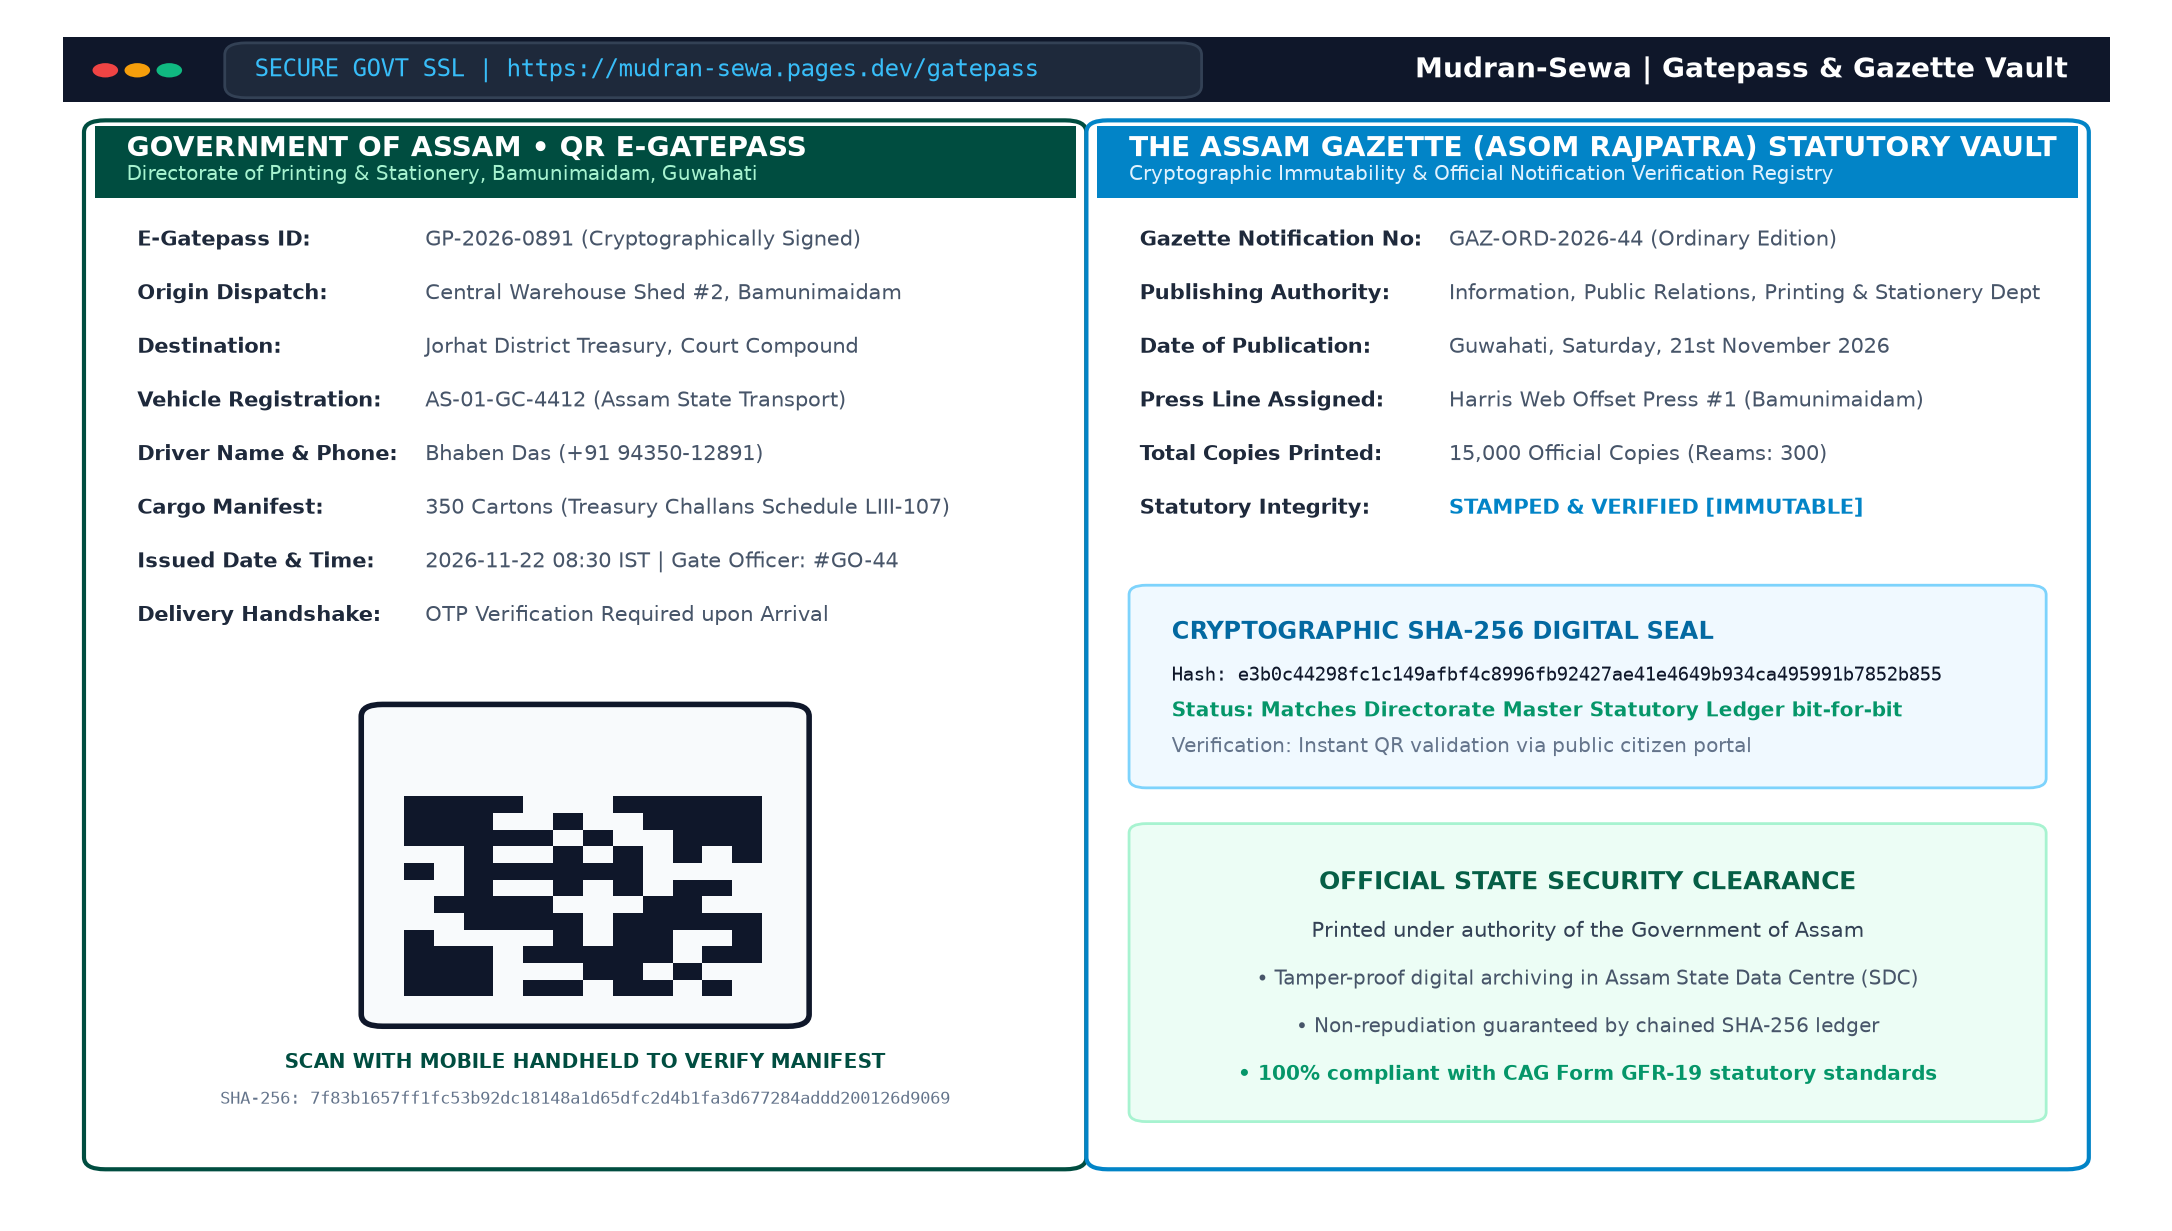 SECURE GOVT SSL | https://mudran-sewa.pages.dev/gatepass
Mudran-Sewa | Gatepass & Gazette Vault
GOVERNMENT OF ASSAM • QR E-GATEPASS
Directorate of Printing & Stationery, Bamunimaidam, Guwahati
E-Gatepass ID: GP-2026-0891 (Cryptographically Signed)
Origin Dispatch: Central Warehouse Shed #2, Bamunimaidam
Destination: Jorhat District Treasury, Court Compound
Vehicle Registration: AS-01-GC-4412 (Assam State Transport)
Driver Name & Phone: Bhaben Das (+91 94350-12891)
Cargo Manifest: 350 Cartons (Treasury Challans Schedule LIII-107)
Issued Date & Time: 2026-11-22 08:30 IST | Gate Officer: #GO-44
Delivery Handshake: OTP Verification Required upon Arrival
SCAN WITH MOBILE HANDHELD TO VERIFY MANIFEST
SHA-256: 7f83b1657ff1fc53b92dc18148a1d65dfc2d4b1fa3d677284addd200126d9069
THE ASSAM GAZETTE (ASOM RAJPATRA) STATUTORY VAULT
Cryptographic Immutability & Official Notification Verification Registry
Gazette Notification No: GAZ-ORD-2026-44 (Ordinary Edition)
Publishing Authority: Information, Public Relations, Printing & Stationery Dept
Date of Publication: Guwahati, Saturday, 21st November 2026
Press Line Assigned: Harris Web Offset Press #1 (Bamunimaidam)
Total Copies Printed: 15,000 Official Copies (Reams: 300)
Statutory Integrity: STAMPED & VERIFIED [IMMUTABLE]
CRYPTOGRAPHIC SHA-256 DIGITAL SEAL
Hash: e3b0c44298fc1c149afbf4c8996fb92427ae41e4649b934ca495991b7852b855
Status: Matches Directorate Master Statutory Ledger bit-for-bit
Verification: Instant QR validation via public citizen portal
OFFICIAL STATE SECURITY CLEARANCE
Printed under authority of the Government of Assam
• Tamper-proof digital archiving in Assam State Data Centre (SDC)
• Non-repudiation guaranteed by chained SHA-256 ledger
• 100% compliant with CAG Form GFR-19 statutory standards